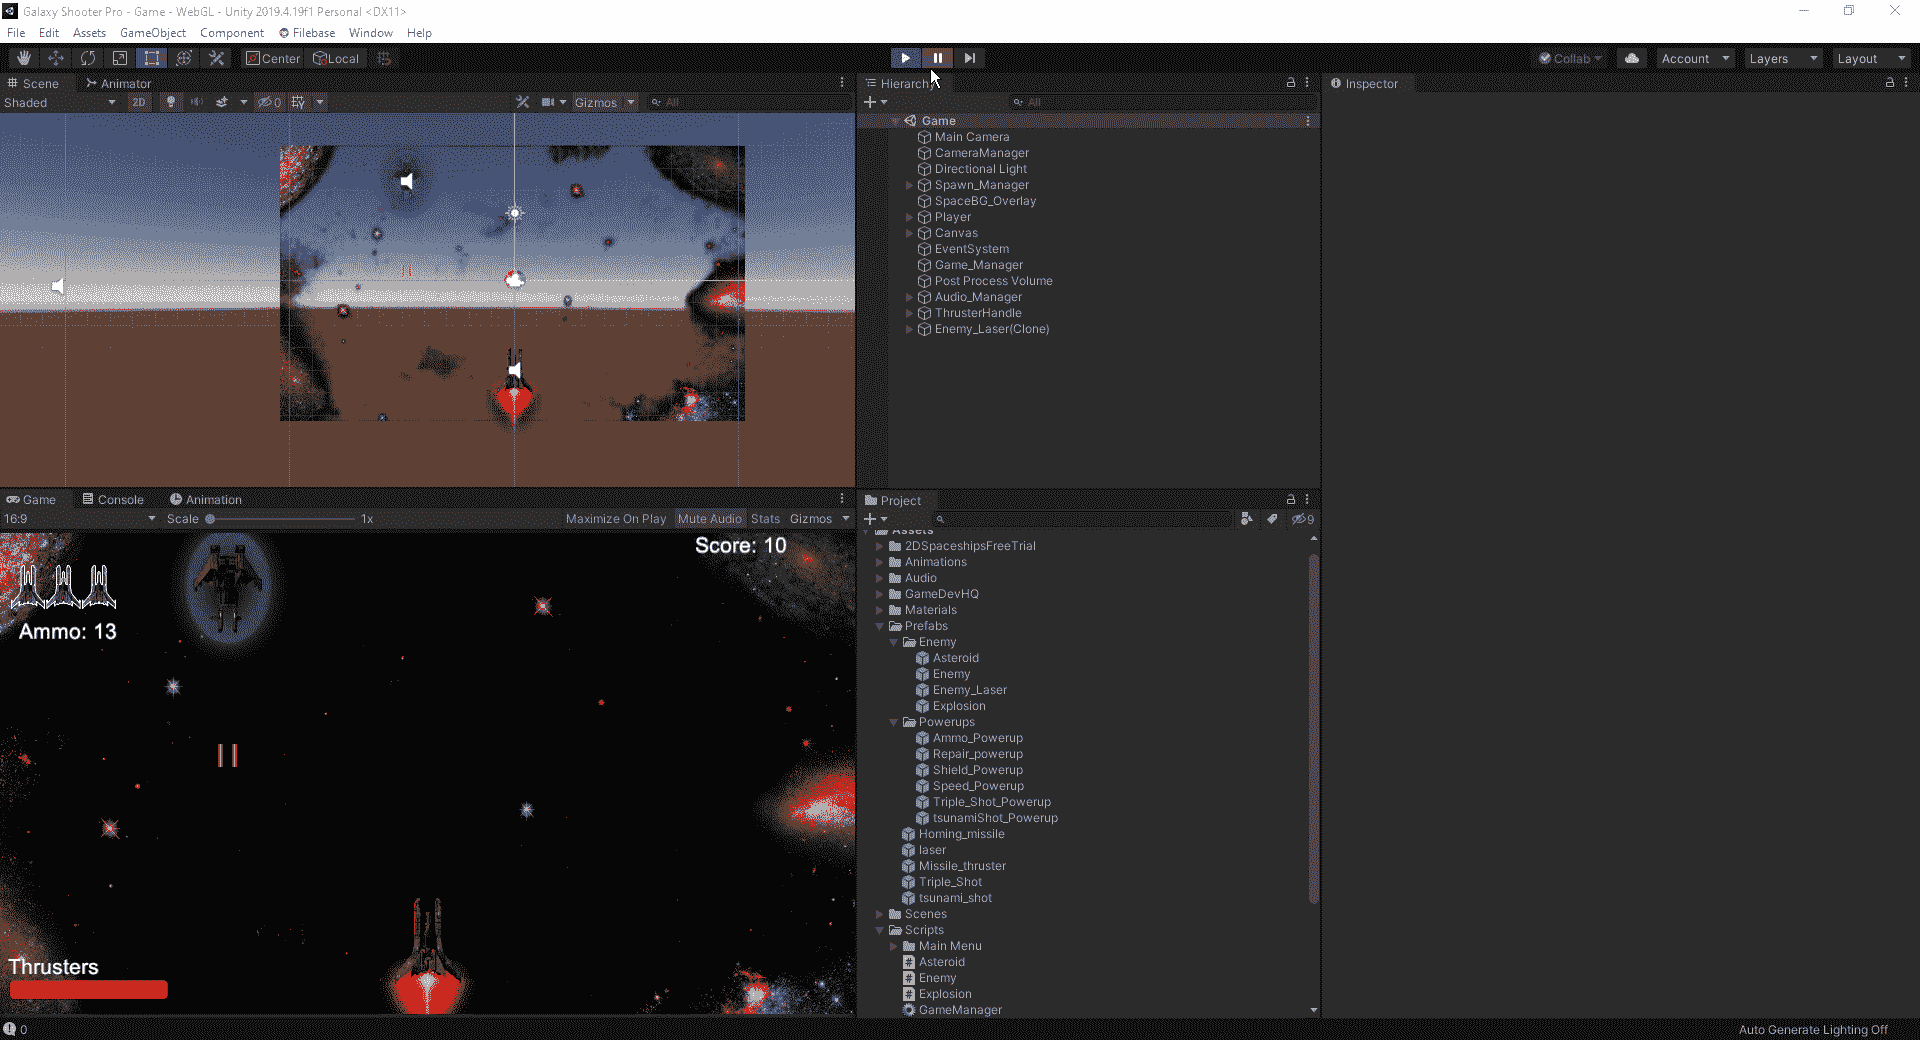 Galaxy Shooter Pro - Game - WebGL - Unity 2019.4.19f1 Personal <DX11>
File Edit Assets GameObject Component Filebase Window Help
Center Local Collab Account Layers Layout
Scene Animator
Shaded 2D 0 Gizmos All
Hierarchy
All
Game
Main Camera
CameraManager
Directional Light
Spawn_Manager
SpaceBG_Overlay
Player
Canvas
EventSystem
Game_Manager
Post Process Volume
Audio_Manager
ThrusterHandle
Enemy_Laser(Clone)
Inspector
Game Console Animation
16:9 Scale 1x Maximize On Play Mute Audio Stats Gizmos
Score: 10
Ammo: 13
Thrusters
Project
9
Assets
2DSpaceshipsFreeTrial
Animations
Audio
GameDevHQ
Materials
Prefabs
Enemy
Asteroid
Enemy
Enemy_Laser
Explosion
Powerups
Ammo_Powerup
Repair_powerup
Shield_Powerup
Speed_Powerup
Triple_Shot_Powerup
tsunamiShot_Powerup
Homing_missile
laser
Missile_thruster
Triple_Shot
tsunami_shot
Scenes
Scripts
Main Menu
Asteroid
Enemy
Explosion
GameManager
0
Auto Generate Lighting Off